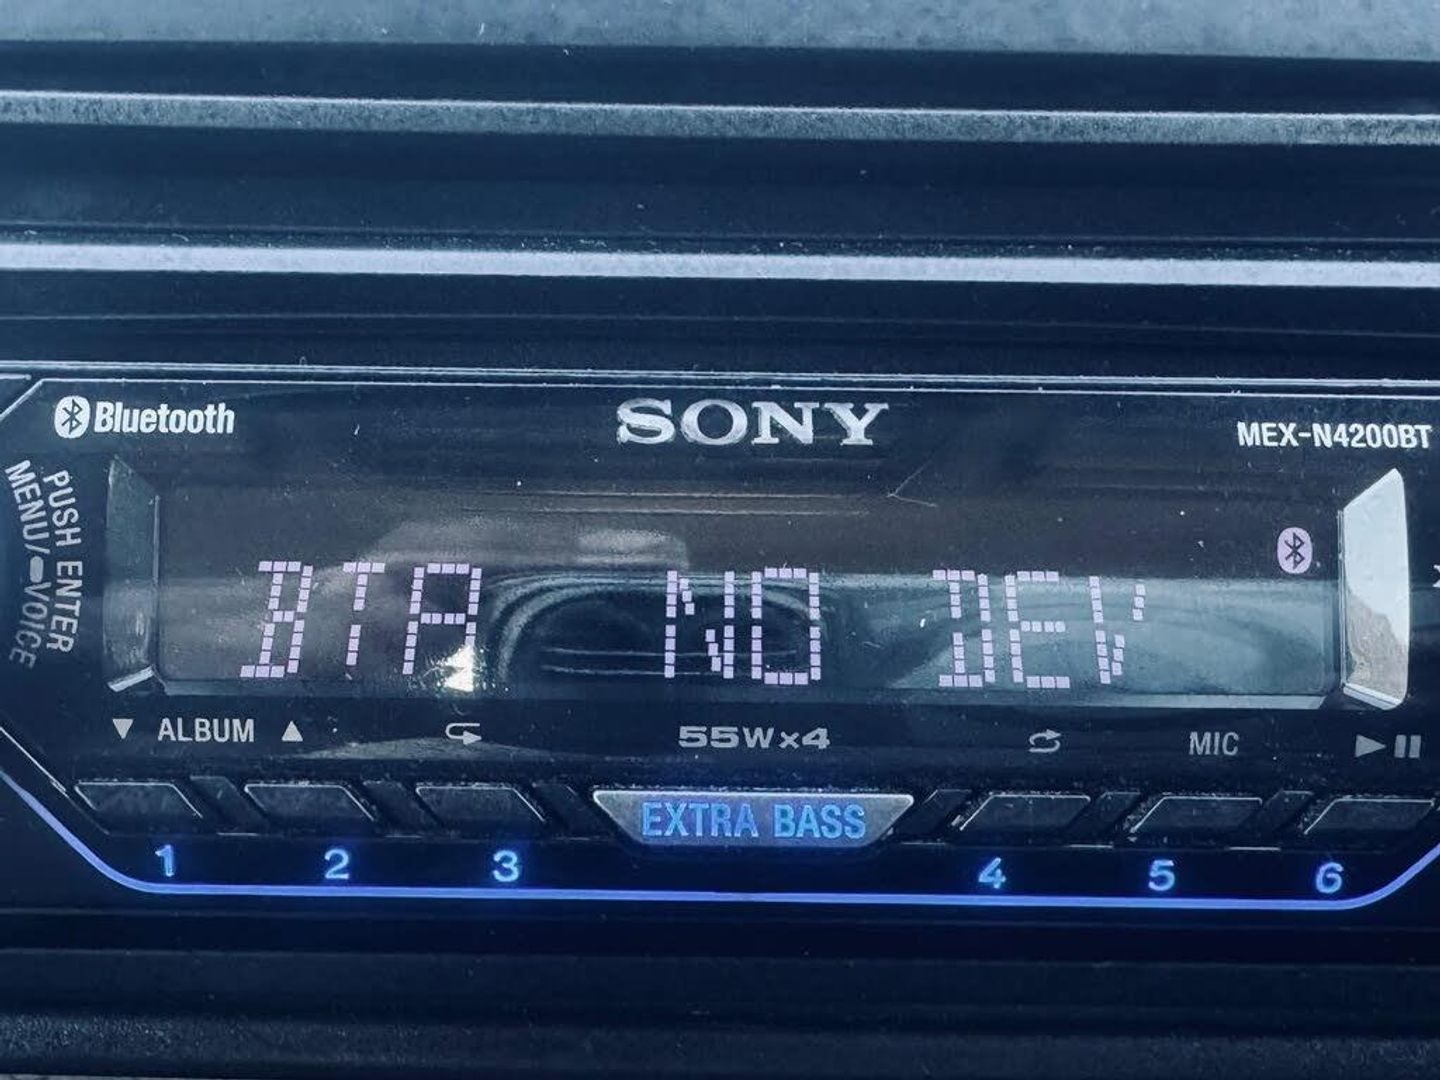 Bluetooth
SONY
MEX-N4200BT
PUSH ENTER
MENU/VOICE
BTA NO DEV
▼ ALBUM ▲
55W×4
MIC
EXTRA BASS
1 2 3 4 5 6